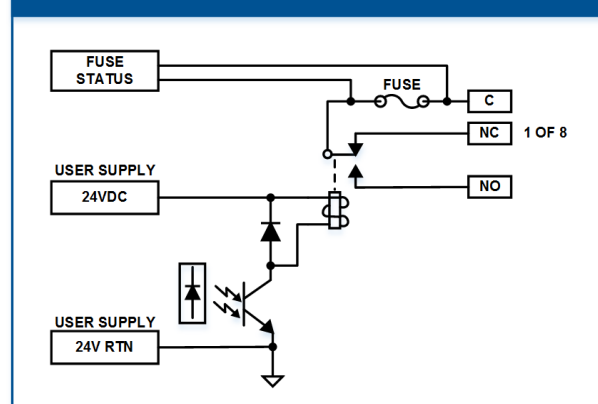 FUSE
STATUS
FUSE
C
NC 1 OF 8
USER SUPPLY
24VDC
NO
USER SUPPLY
24V RTN